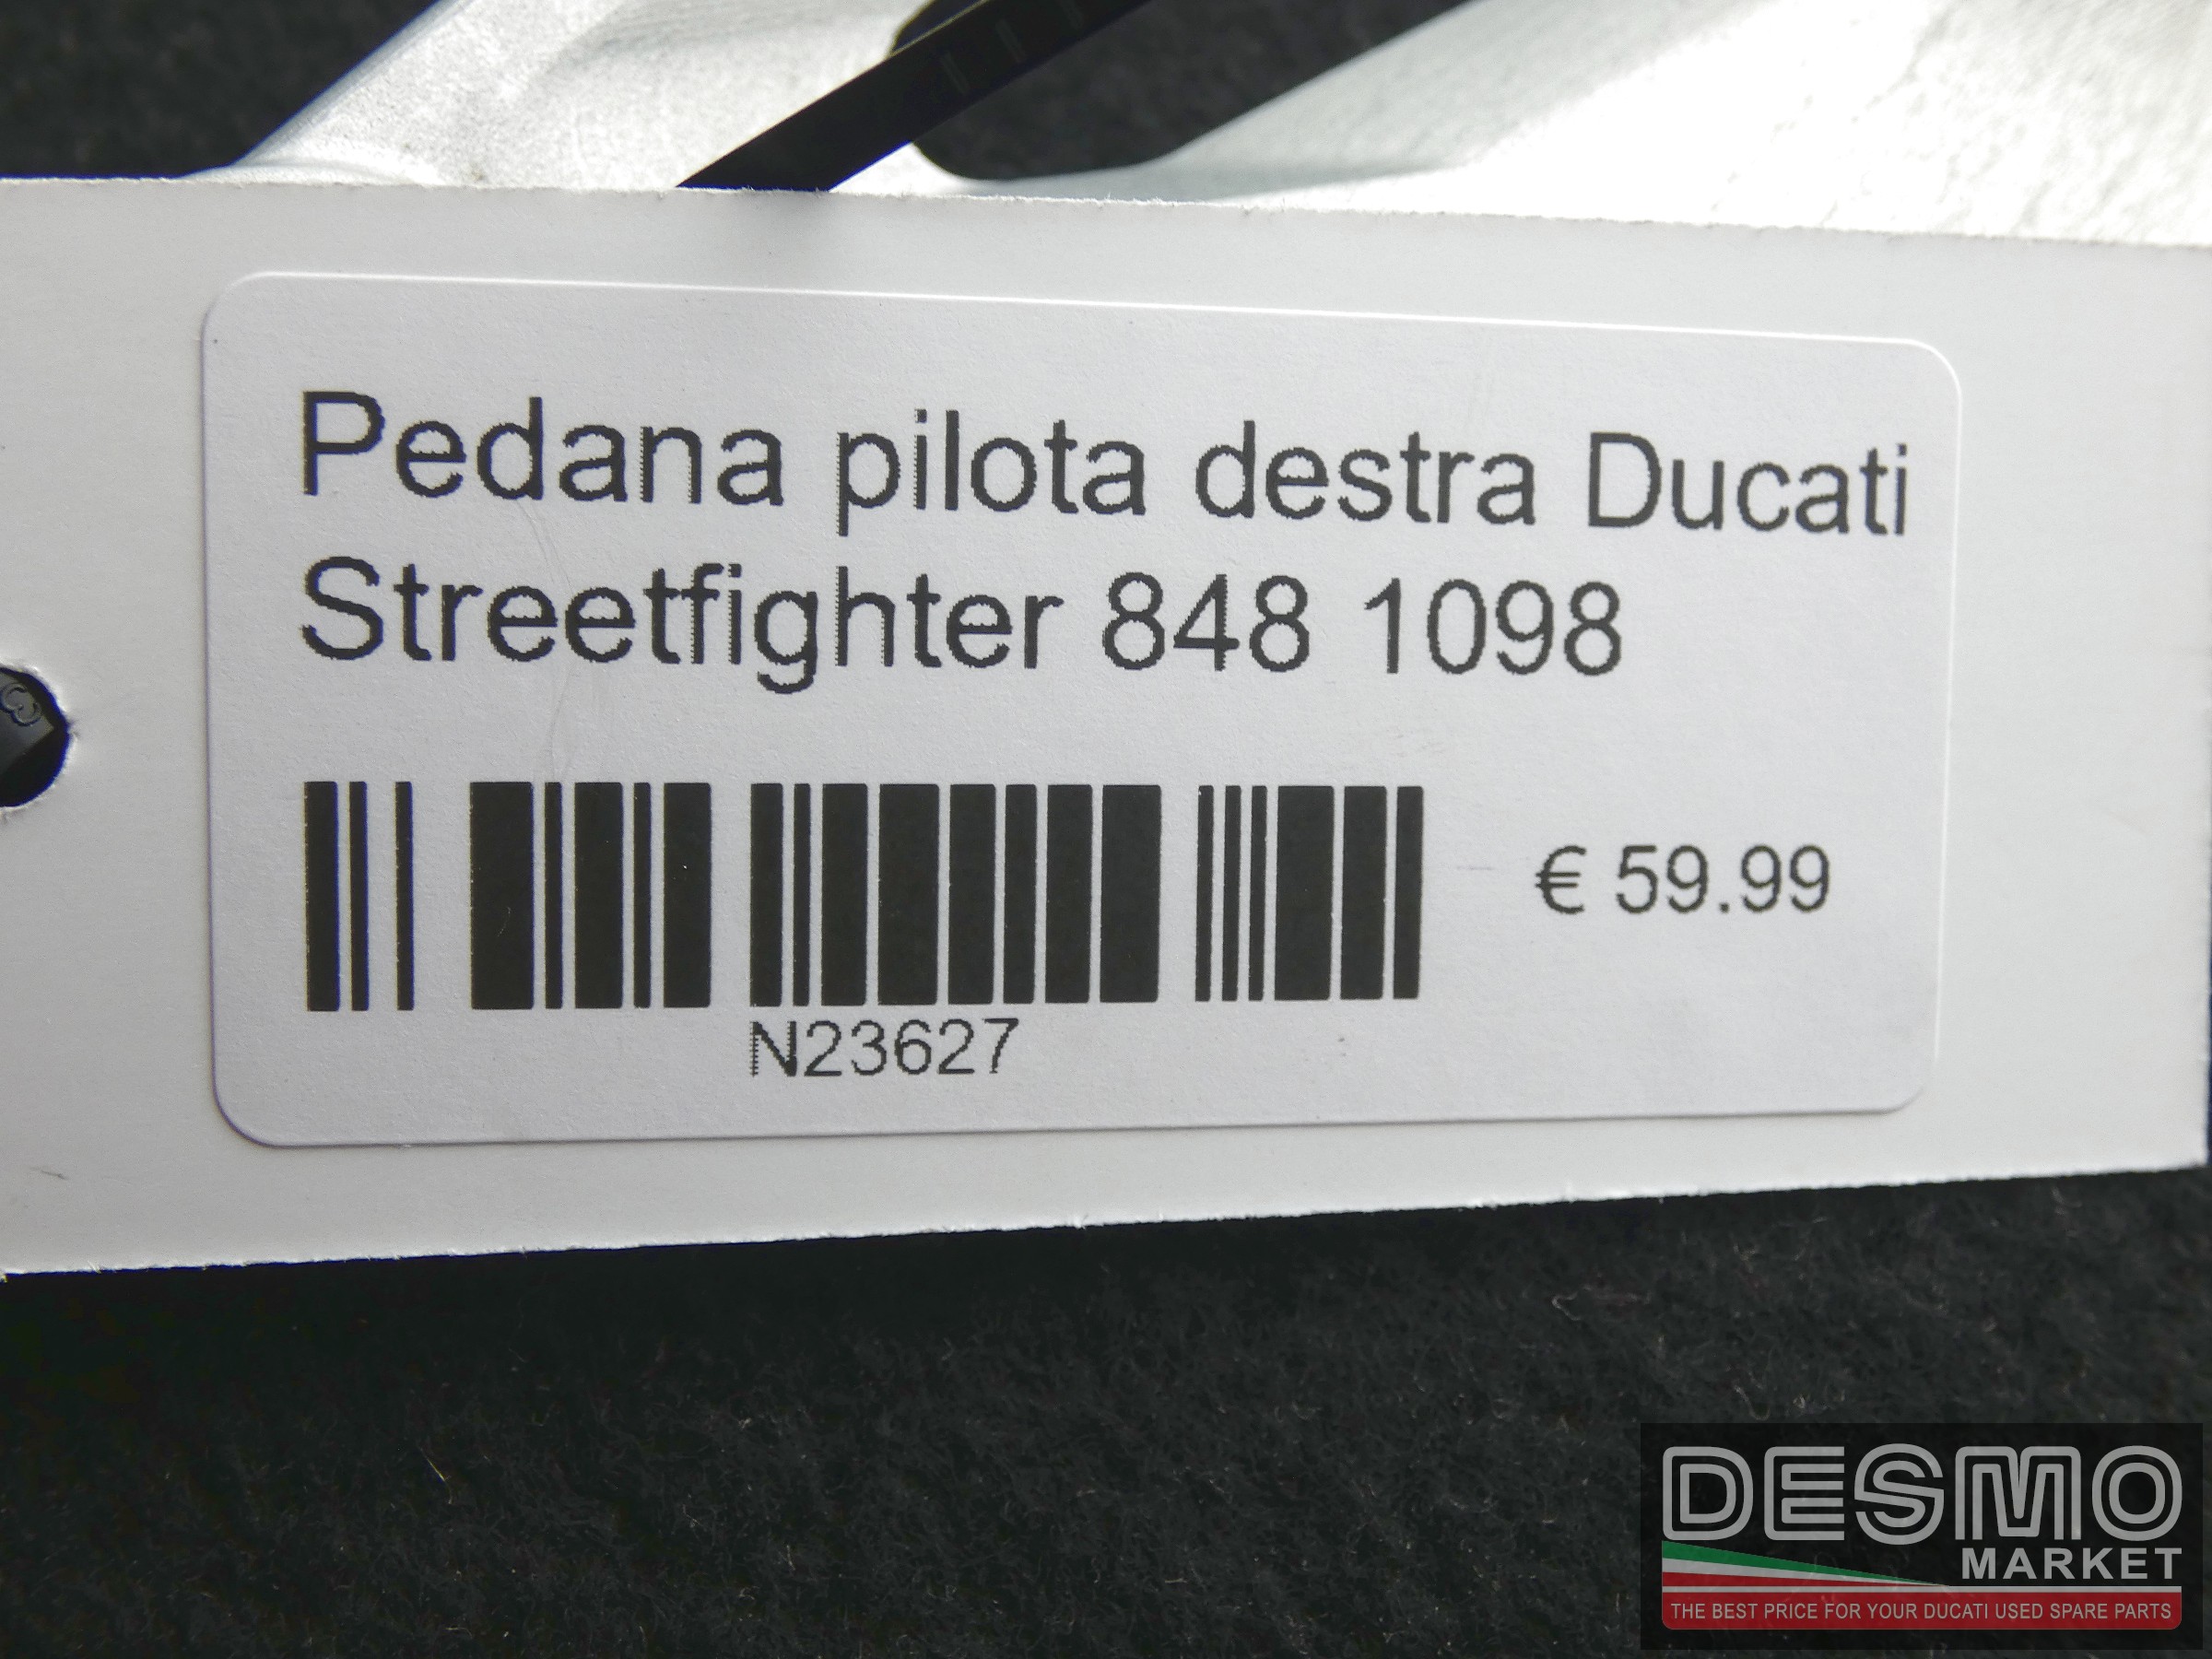 Pedana pilota destra Ducati
Streetfighter 848 1098
€ 59.99
N23627
3
DESMO
MARKET
THE BEST PRICE FOR YOUR DUCATI USED SPARE PARTS